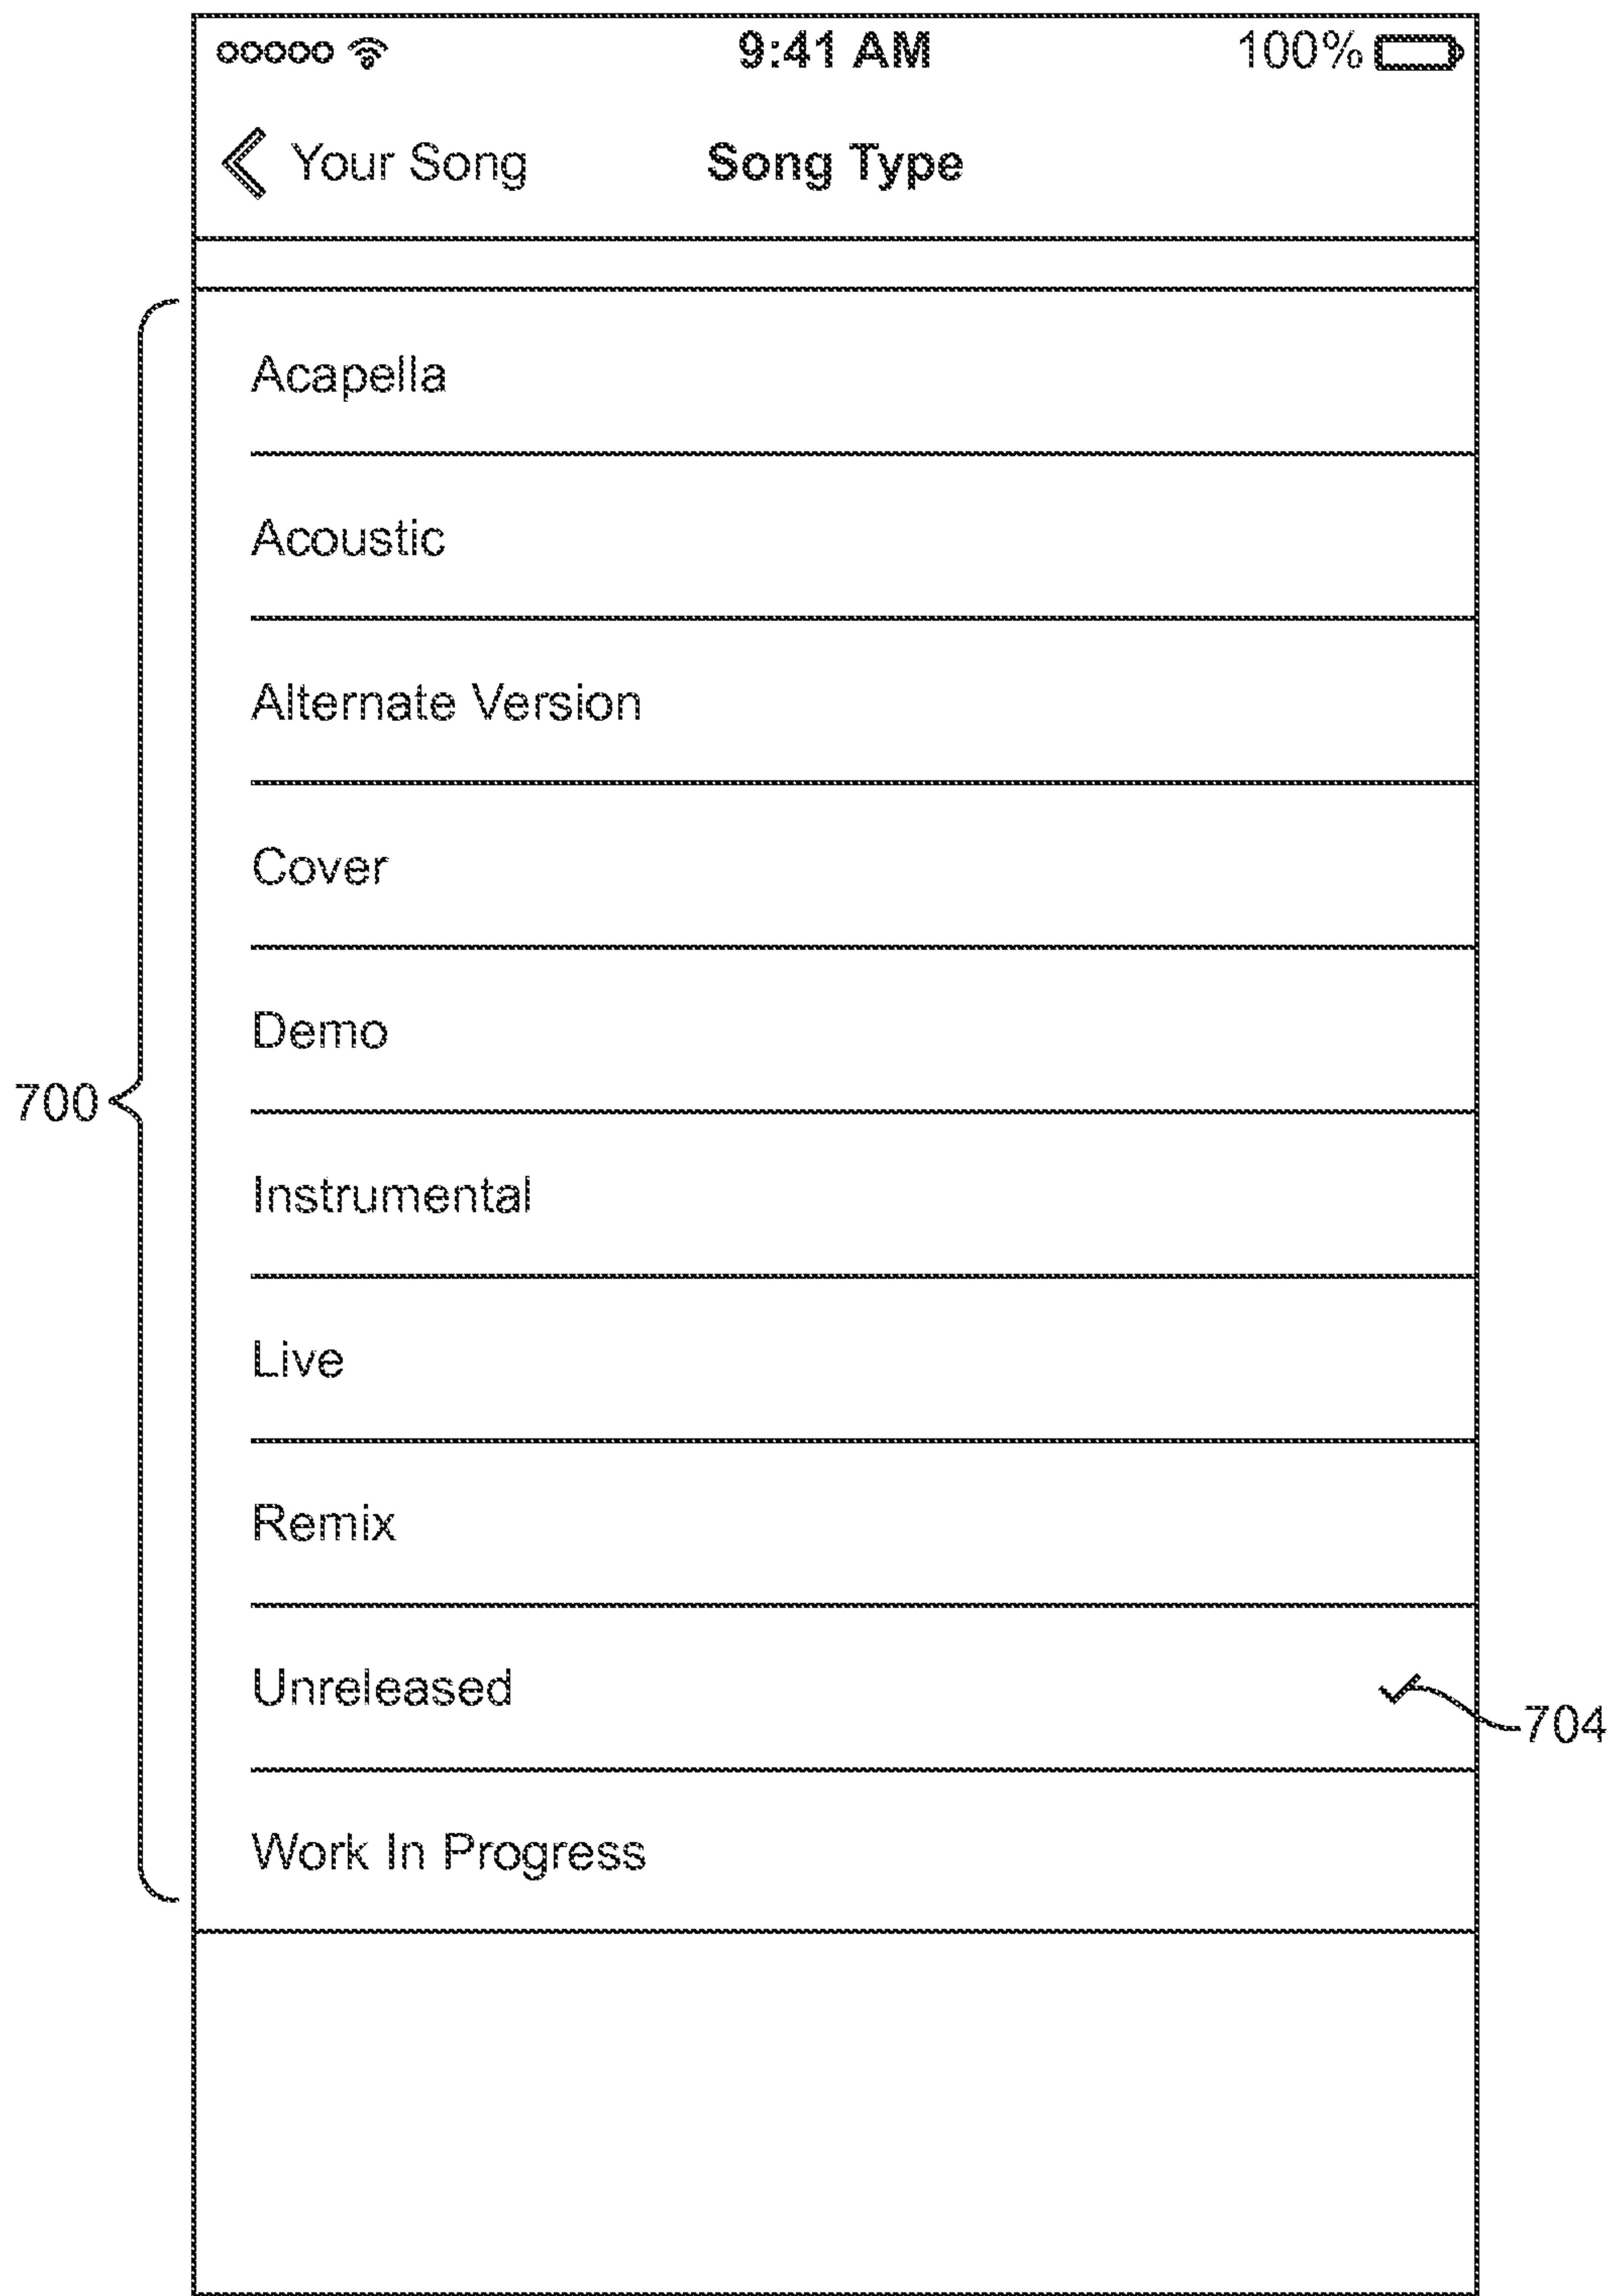 9:41 AM 100%
Your Song Song Type
Acapella
Acoustic
Alternate Version
Cover
Demo
700
Instrumental
Live
Remix
Unreleased
704
Work In Progress